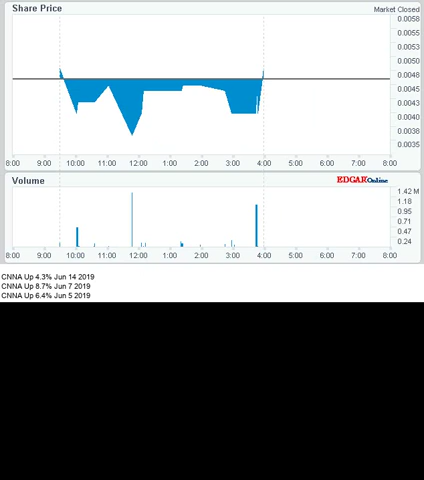 Share Price
Market Closed
0.0058
0.0055
0.0053
0.0050
0.0048
0.0045
0.0043
0.0040
0.0038
0.0035
8:00 9:00 10:00 11:00 12:00 1:00 2:00 3:00 4:00 5:00 6:00 7:00 8:00
Volume
EDGAR Online
1.42 M
1.18
0.95
0.71
0.47
0.24
8:00 9:00 10:00 11:00 12:00 1:00 2:00 3:00 4:00 5:00 6:00 7:00 8:00
CNNA Up 4.3% Jun 14 2019
CNNA Up 8.7% Jun 7 2019
CNNA Up 6.4% Jun 5 2019